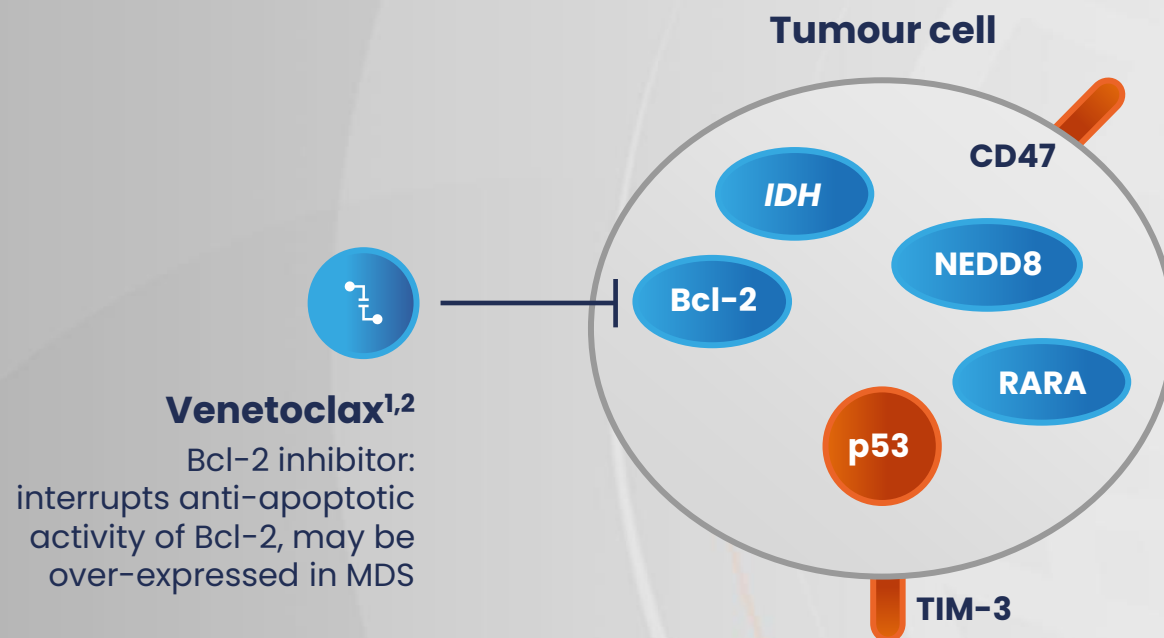 Tumour cell
CD47
IDH
NEDD8
Bcl-2
RARA
Venetoclax1,2
p53
Bcl-2 inhibitor:
interrupts anti-apoptotic
activity of Bcl-2, may be
over-expressed in MDS
TIM-3